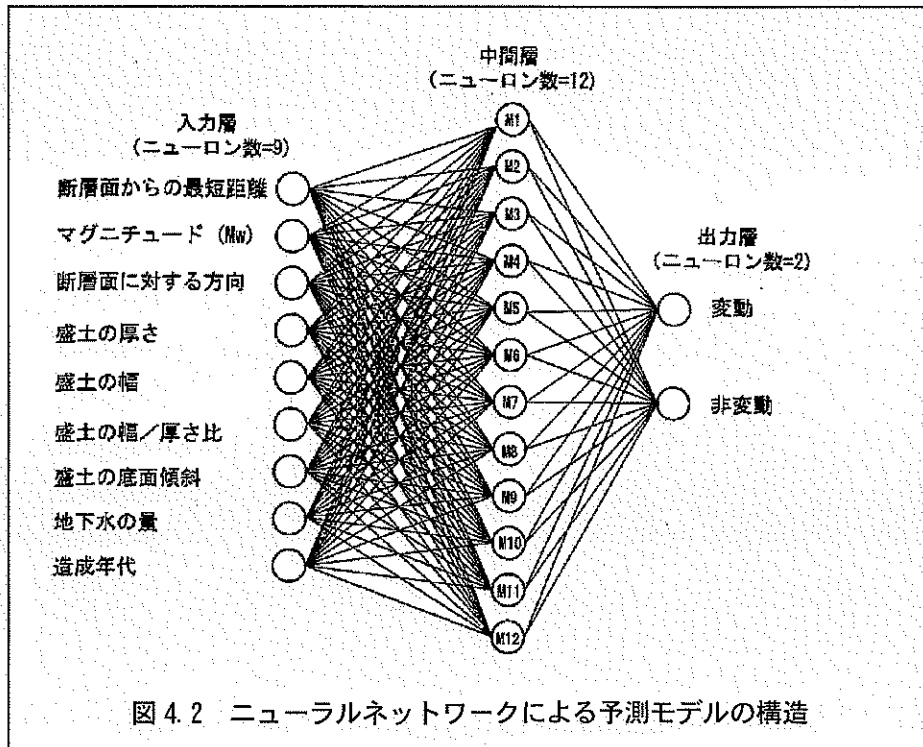 中間層
(ニューロン数=12)
入力層
(ニューロン数=9)
断層面からの最短距離
マグニチュード (Mw)
断層面に対する方向
盛土の厚さ
盛土の幅
盛土の幅/厚さ比
盛土の底面傾斜
地下水の量
造成年代
M1
M2
M3
M4
M5
M6
M7
M8
M9
M10
M11
M12
出力層
(ニューロン数=2)
変動
非変動
図 4.2 ニューラルネットワークによる予測モデルの構造